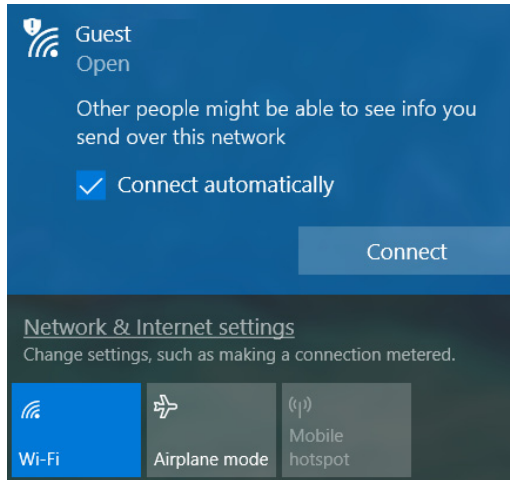 Guest
Open
Other people might be able to see info you
send over this network
Connect automatically
Connect
Network & Internet settings
Change settings, such as making a connection metered.
Wi-Fi
Airplane mode
Mobile
hotspot